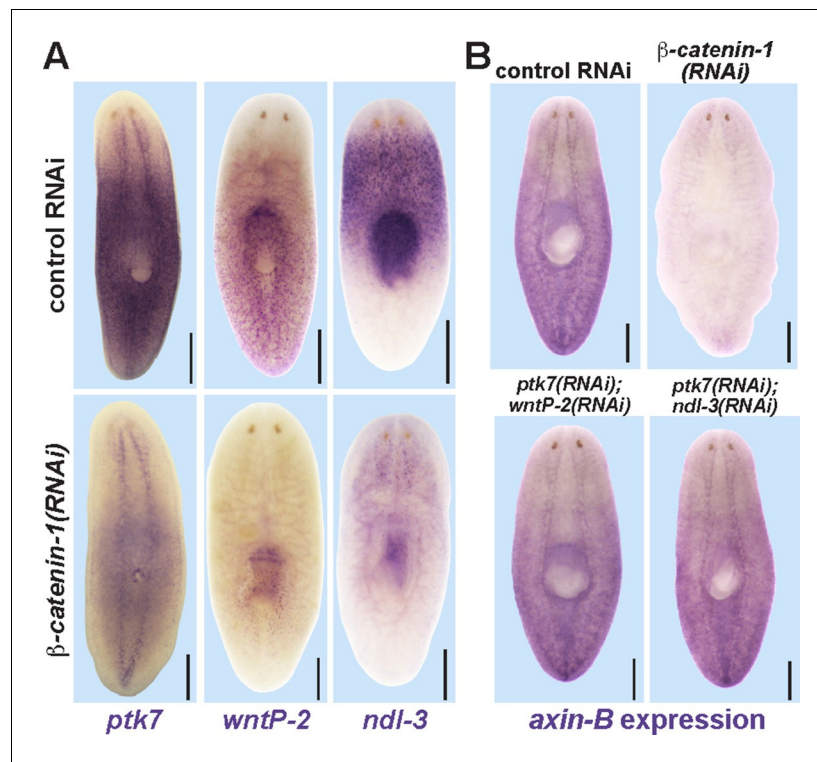 A
control RNAi
β-catenin-1(RNAi)
ptk7
wntP-2
ndl-3
B
control RNAi
β-catenin-1
(RNAi)
ptk7(RNAi);
wntP-2(RNAi)
ptk7(RNAi);
ndl-3(RNAi)
axin-B expression